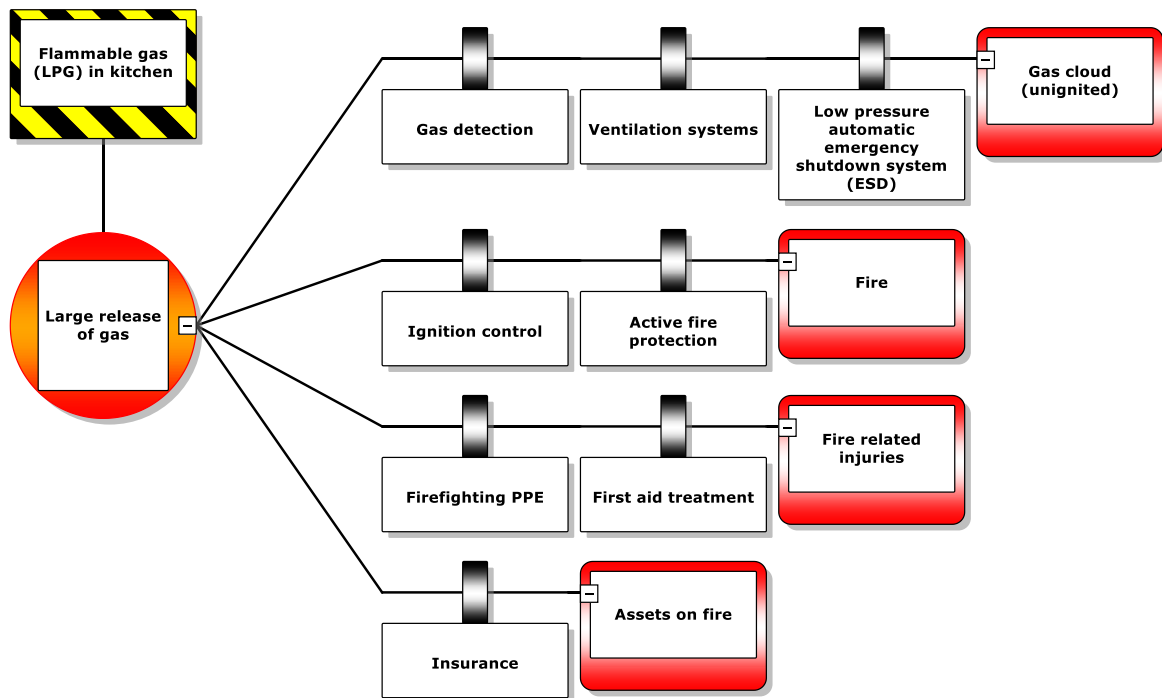 Flammable gas
(LPG) in kitchen
Large release
of gas
Gas detection
Ventilation systems
Low pressure
automatic
emergency
shutdown system
(ESD)
Gas cloud
(unignited)
Ignition control
Active fire
protection
Fire
Firefighting PPE
First aid treatment
Fire related
injuries
Insurance
Assets on fire